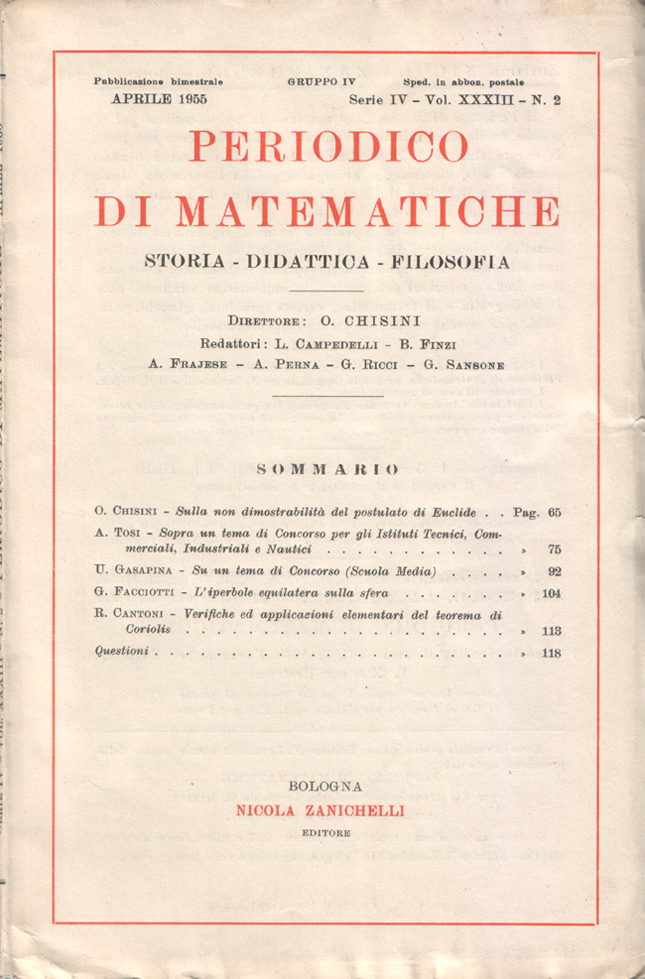 Pubblicazione bimestrale GRUPPO IV Sped. in abbon. postale
APRILE 1955 Serie IV - Vol. XXXIII - N. 2
PERIODICO
DI MATEMATICHE
STORIA - DIDATTICA - FILOSOFIA
DIRETTORE: O. CHISINI
Redattori: L. CAMPEDELLI - B. FINZI
A. FRAJESE - A. PERNA - G. RICCI - G. SANSONE
SOMMARIO
O. CHISINI - Sulla non dimostrabilità del postulato di Euclide . . Pag. 65
A. TOSI - Sopra un tema di Concorso per gli Istituti Tecnici, Com-
merciali, Industriali e Nautici . . . . . . . . . . . . » 75
U. GASAPINA - Su un tema di Concorso (Scuola Media) . . . . » 92
G. FACCIOTTI - L'iperbole equilatera sulla sfera . . . . . . . » 104
R. CANTONI - Verifiche ed applicazioni elementari del teorema di
Coriolis . . . . . . . . . . . . . . . . . . . . . » 113
Questioni . . . . . . . . . . . . . . . . . . . . . . . » 118
BOLOGNA
NICOLA ZANICHELLI
EDITORE